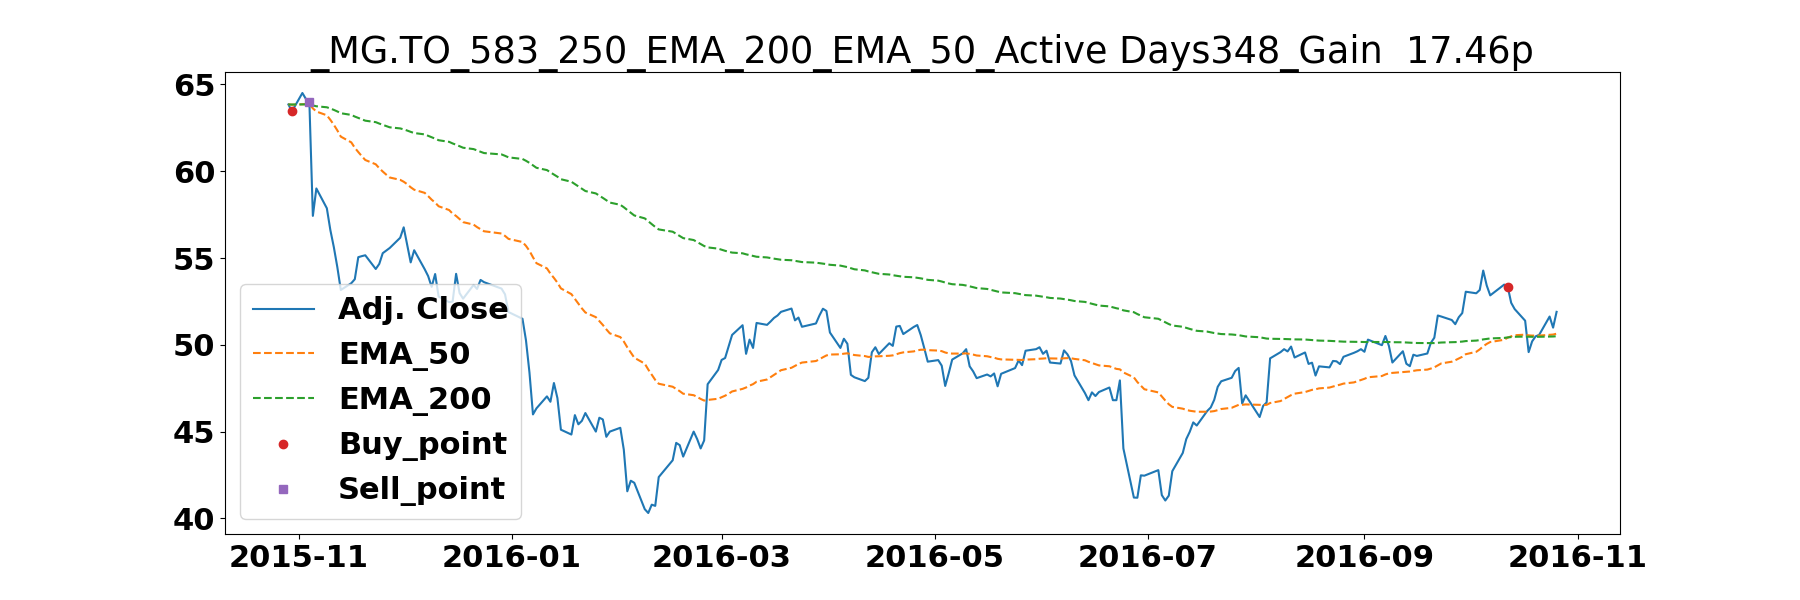 _MG.TO_583_250_EMA_200_EMA_50_Active Days348_Gain  17.46p
65
60
55
50
45
40
Adj. Close
EMA_50
EMA_200
Buy_point
Sell_point
2015-11 2016-01 2016-03 2016-05 2016-07 2016-09 2016-11